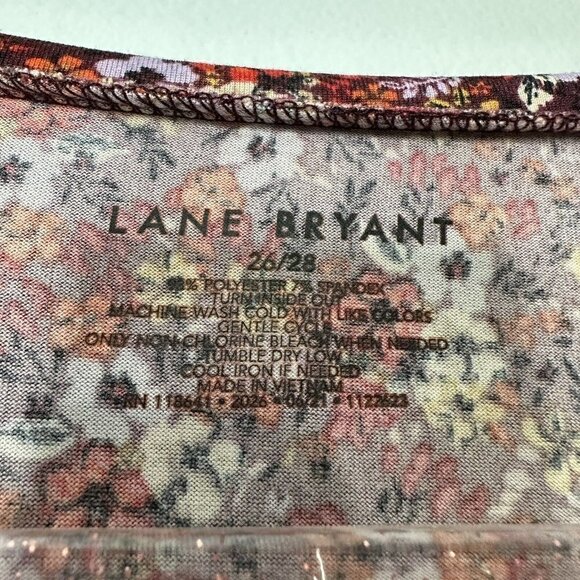 LANE BRYANT
26/28
93% POLYESTER 7% SPANDEX
TURN INSIDE OUT
MACHINE WASH COLD WITH LIKE COLORS
GENTLE CYCLE
ONLY NON-CHLORINE BLEACH WHEN NEEDED
TUMBLE DRY LOW
COOL IRON IF NEEDED
MADE IN VIETNAM
RN 118641 • 2026 • 06/21 •